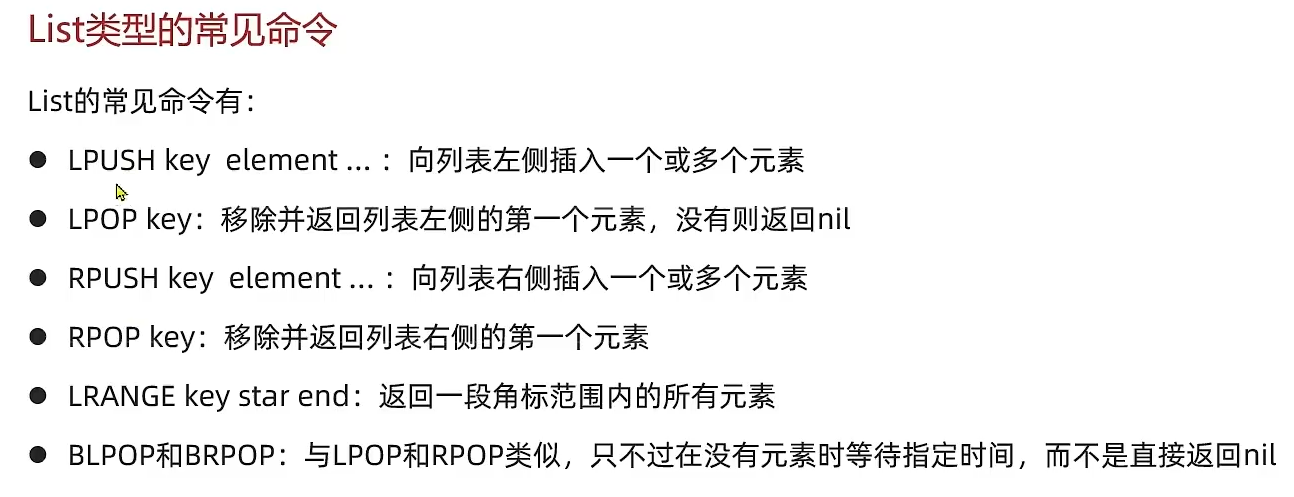 List类型的常见命令
List的常见命令有：
● LPUSH key  element ... ：向列表左侧插入一个或多个元素
● LPOP key：移除并返回列表左侧的第一个元素，没有则返回nil
● RPUSH key  element ... ：向列表右侧插入一个或多个元素
● RPOP key：移除并返回列表右侧的第一个元素
● LRANGE key star end：返回一段角标范围内的所有元素
● BLPOP和BRPOP：与LPOP和RPOP类似，只不过在没有元素时等待指定时间，而不是直接返回nil